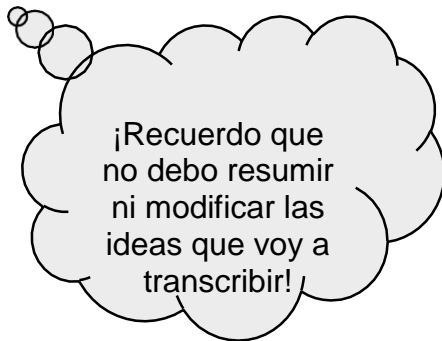 ¡Recuerdo que
no debo resumir
ni modificar las
ideas que voy a
transcribir!